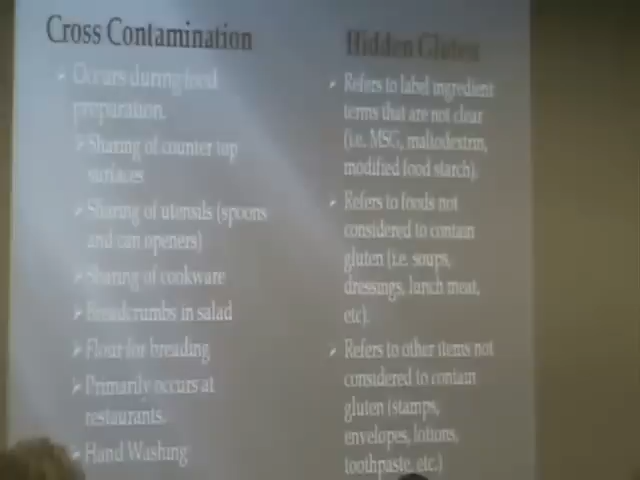 Cross Contamination
Occurs during food
preparation.
Sharing of counter top
surfaces
Sharing of utensils (spoons
and can openers)
Sharing of cookware
Breadcrumbs in salad
Flour for breading
Primarily occurs at
restaurants.
Hand Washing
Hidden Gluten
Refers to label ingredient
terms that are not clear
(i.e. MSG, maltodextrin,
modified food starch).
Refers to foods not
considered to contain
gluten (i.e. soups,
dressings, lunch meat,
etc).
Refers to other items not
considered to contain
gluten (stamps,
envelopes, lotions,
toothpaste, etc.)